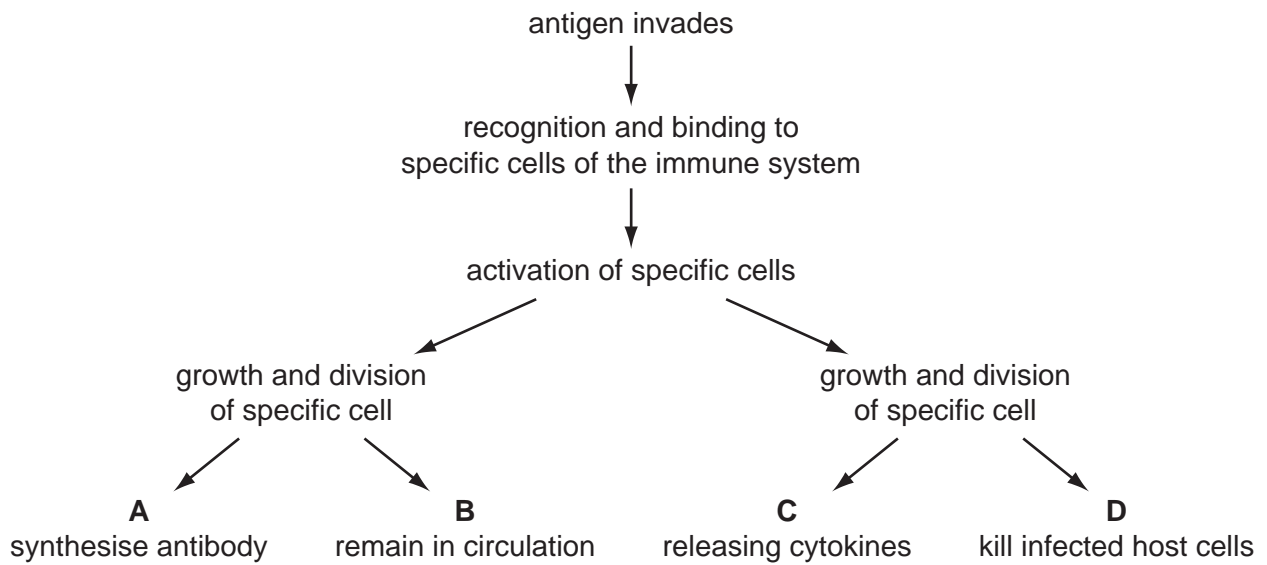 antigen invades
recognition and binding to
specific cells of the immune system
activation of specific cells
growth and division
of specific cell
growth and division
of specific cell
A
synthesise antibody
B
remain in circulation
C
releasing cytokines
D
kill infected host cells